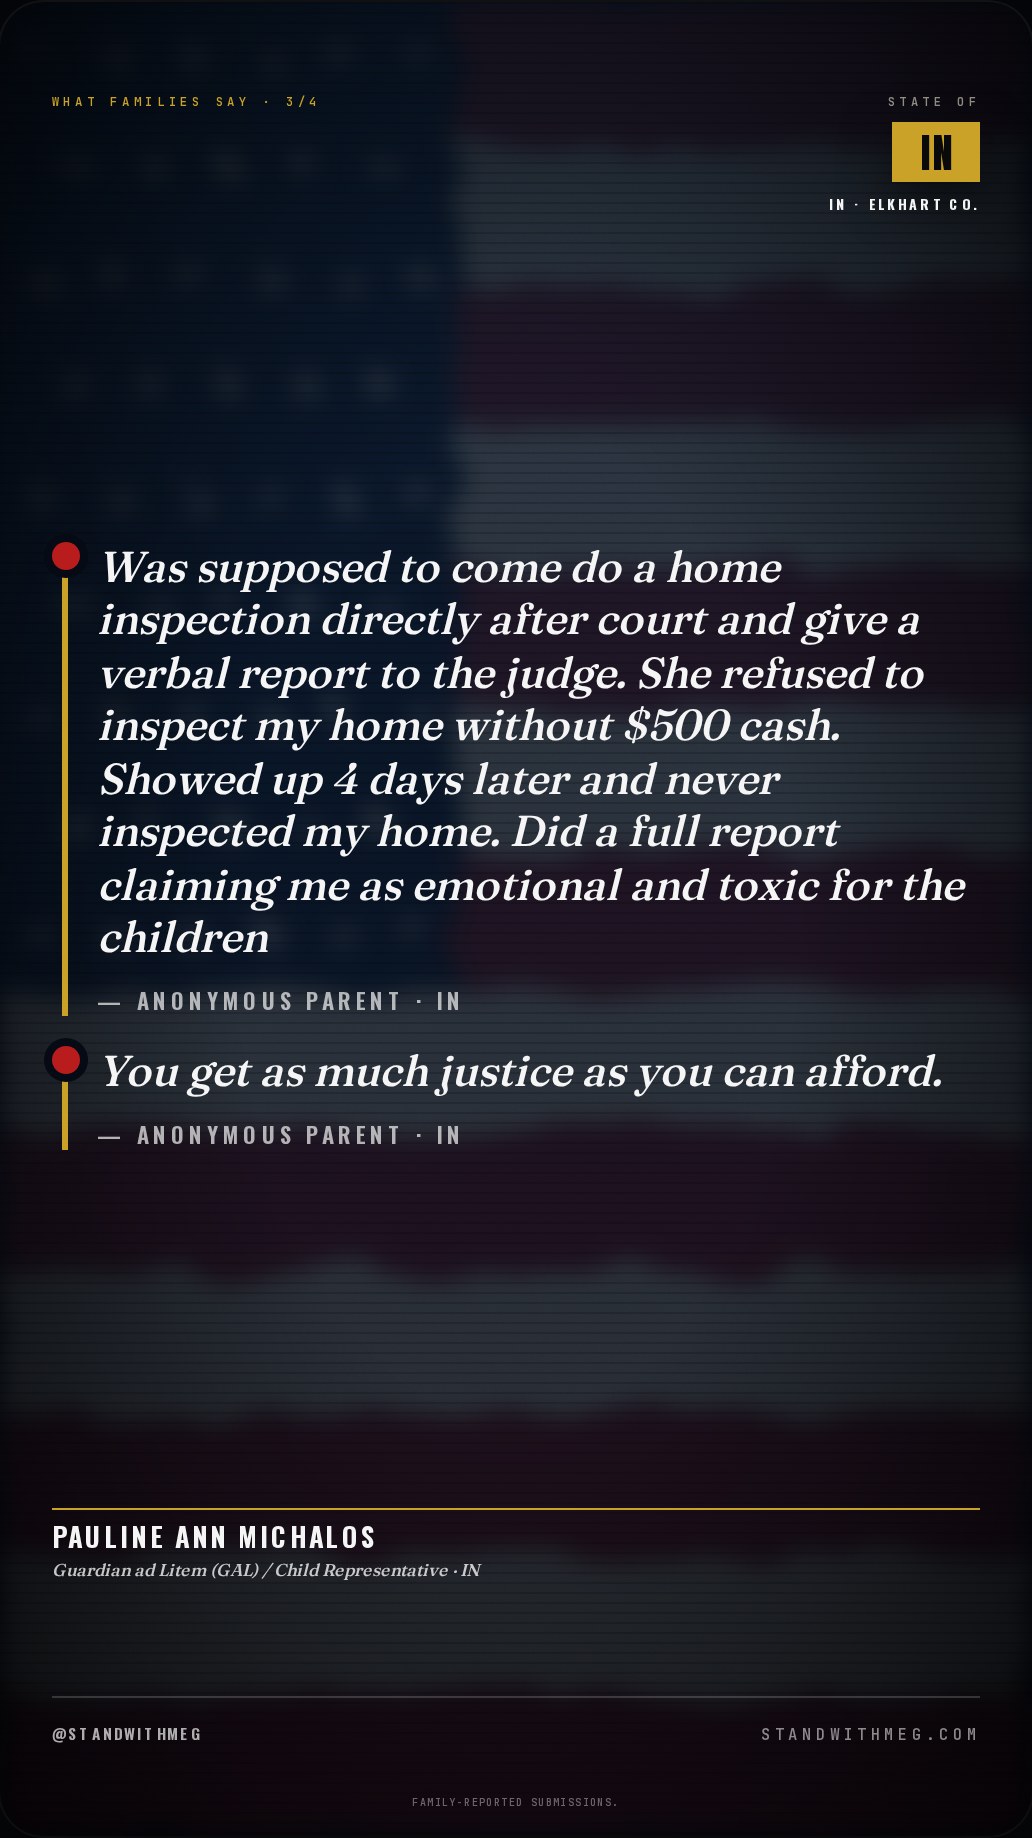 WHAT FAMILIES SAY · 3/4
STATE OF
IN
IN · ELKHART CO.
Was supposed to come do a home
inspection directly after court and give a
verbal report to the judge. She refused to
inspect my home without $500 cash.
Showed up 4 days later and never
inspected my home. Did a full report
claiming me as emotional and toxic for the
children
— ANONYMOUS PARENT · IN
You get as much justice as you can afford.
— ANONYMOUS PARENT · IN
PAULINE ANN MICHALOS
Guardian ad Litem (GAL) / Child Representative · IN
@STANDWITHMEG
STANDWITHMEG.COM
FAMILY-REPORTED SUBMISSIONS.